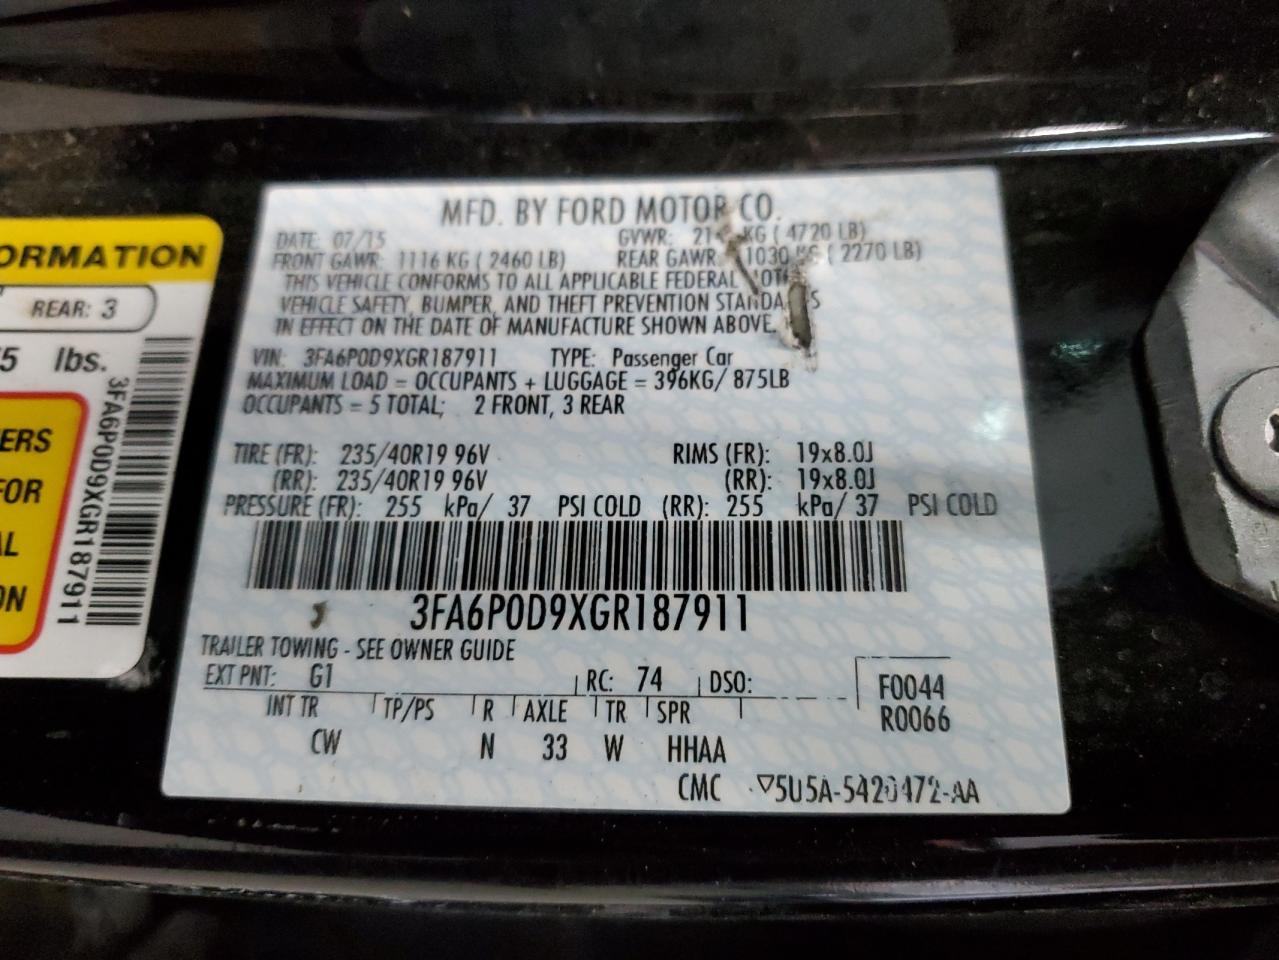 ORMATION
REAR: 3
5 lbs.
3FA6P0D9XGR187911
ERS
FOR
AL
ON
MFD. BY FORD MOTOR CO.
DATE: 07/15 GVWR: KG ( 4720 LB)
FRONT GAWR: 1116 KG ( 2460 LB) REAR GAWR: 1030 KG ( 2270 LB)
THIS VEHICLE CONFORMS TO ALL APPLICABLE FEDERAL
VEHICLE SAFETY, BUMPER, AND THEFT PREVENTION STANDARDS
IN EFFECT ON THE DATE OF MANUFACTURE SHOWN ABOVE.
VIN: 3FA6P0D9XGR187911 TYPE: Passenger Car
MAXIMUM LOAD = OCCUPANTS + LUGGAGE = 396KG/ 875LB
OCCUPANTS = 5 TOTAL; 2 FRONT, 3 REAR
TIRE (FR): 235/40R19 96V RIMS (FR): 19x8.0J
(RR): 235/40R19 96V (RR): 19x8.0J
PRESSURE (FR): 255 kPa/ 37 PSI COLD (RR): 255 kPa/ 37 PSI COLD
3FA6P0D9XGR187911
TRAILER TOWING - SEE OWNER GUIDE
EXT PNT: G1 RC: 74 DSO: F0044
R0066
INT TR TP/PS R AXLE TR SPR
CW N 33 W HHAA
CMC ▽5U5A-5420472-AA